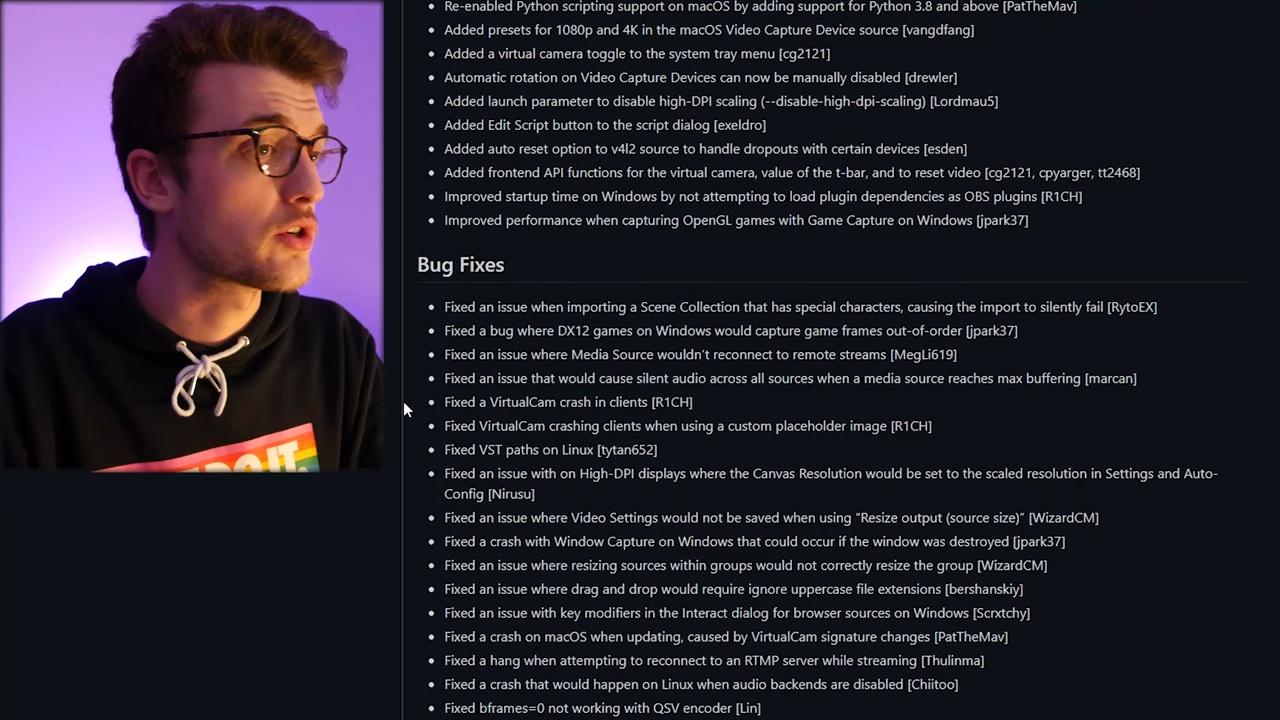 Re-enabled Python scripting support on macOS by adding support for Python 3.8 and above [PatTheMav]
Added presets for 1080p and 4K in the macOS Video Capture Device source [vangdfang]
Added a virtual camera toggle to the system tray menu [cg2121]
Automatic rotation on Video Capture Devices can now be manually disabled [drewler]
Added launch parameter to disable high-DPI scaling (--disable-high-dpi-scaling) [Lordmau5]
Added Edit Script button to the script dialog [exeldro]
Added auto reset option to v4l2 source to handle dropouts with certain devices [esden]
Added frontend API functions for the virtual camera, value of the t-bar, and to reset video [cg2121, cpyarger, tt2468]
Improved startup time on Windows by not attempting to load plugin dependencies as OBS plugins [R1CH]
Improved performance when capturing OpenGL games with Game Capture on Windows [jpark37]
Bug Fixes
Fixed an issue when importing a Scene Collection that has special characters, causing the import to silently fail [RytoEX]
Fixed a bug where DX12 games on Windows would capture game frames out-of-order [jpark37]
Fixed an issue where Media Source wouldn't reconnect to remote streams [MegLi619]
Fixed an issue that would cause silent audio across all sources when a media source reaches max buffering [marcan]
Fixed a VirtualCam crash in clients [R1CH]
Fixed VirtualCam crashing clients when using a custom placeholder image [R1CH]
Fixed VST paths on Linux [tytan652]
Fixed an issue with on High-DPI displays where the Canvas Resolution would be set to the scaled resolution in Settings and Auto-
Config [Nirusu]
Fixed an issue where Video Settings would not be saved when using "Resize output (source size)" [WizardCM]
Fixed a crash with Window Capture on Windows that could occur if the window was destroyed [jpark37]
Fixed an issue where resizing sources within groups would not correctly resize the group [WizardCM]
Fixed an issue where drag and drop would require ignore uppercase file extensions [bershanskiy]
Fixed an issue with key modifiers in the Interact dialog for browser sources on Windows [Scrxtchy]
Fixed a crash on macOS when updating, caused by VirtualCam signature changes [PatTheMav]
Fixed a hang when attempting to reconnect to an RTMP server while streaming [Thulinma]
Fixed a crash that would happen on Linux when audio backends are disabled [Chiitoo]
Fixed bframes=0 not working with QSV encoder [Lin]